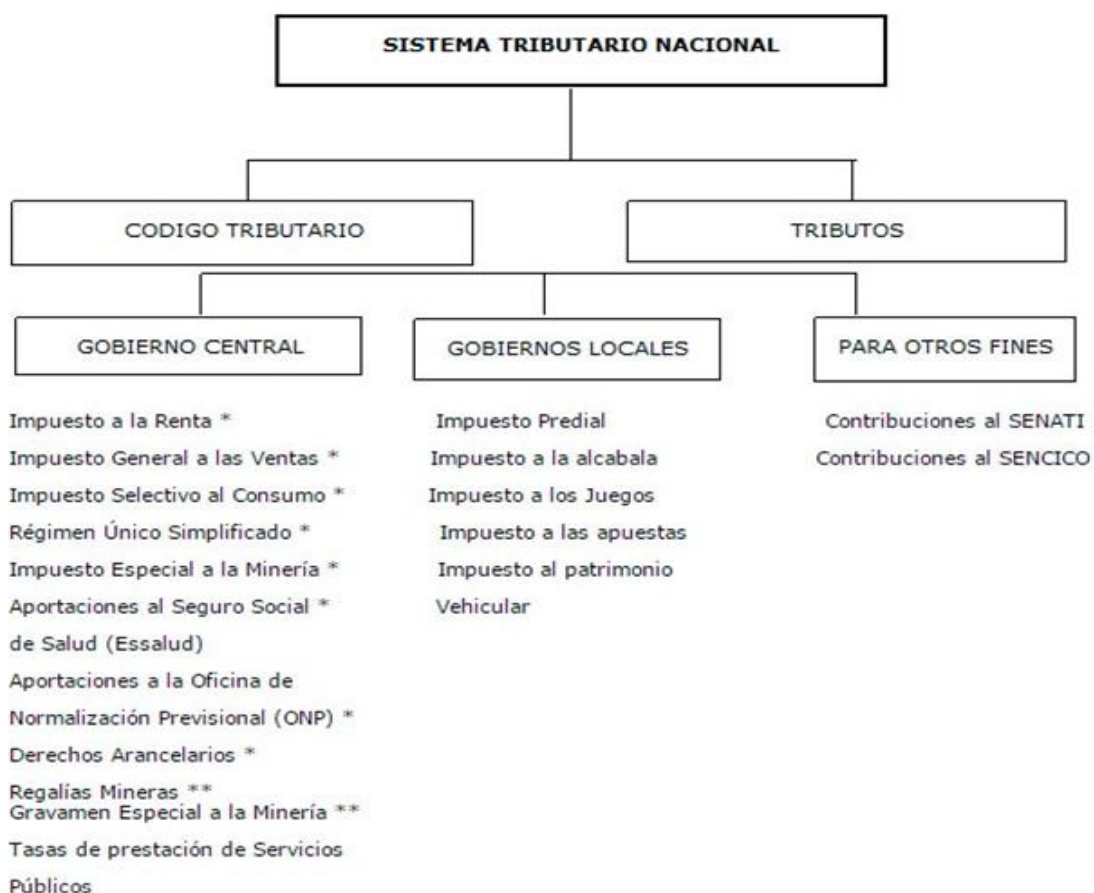 SISTEMA TRIBUTARIO NACIONAL
CODIGO TRIBUTARIO
TRIBUTOS
GOBIERNO CENTRAL
GOBIERNOS LOCALES
PARA OTROS FINES
Impuesto a la Renta *
Impuesto General a las Ventas *
Impuesto Selectivo al Consumo *
Régimen Único Simplificado *
Impuesto Especial a la Minería *
Aportaciones al Seguro Social *
de Salud (Essalud)
Aportaciones a la Oficina de
Normalización Previsional (ONP) *
Derechos Arancelarios *
Regalías Mineras **
Gravamen Especial a la Minería **
Tasas de prestación de Servicios
Públicos
Impuesto Predial
Impuesto a la alcabala
Impuesto a los Juegos
Impuesto a las apuestas
Impuesto al patrimonio
Vehicular
Contribuciones al SENATI
Contribuciones al SENCICO